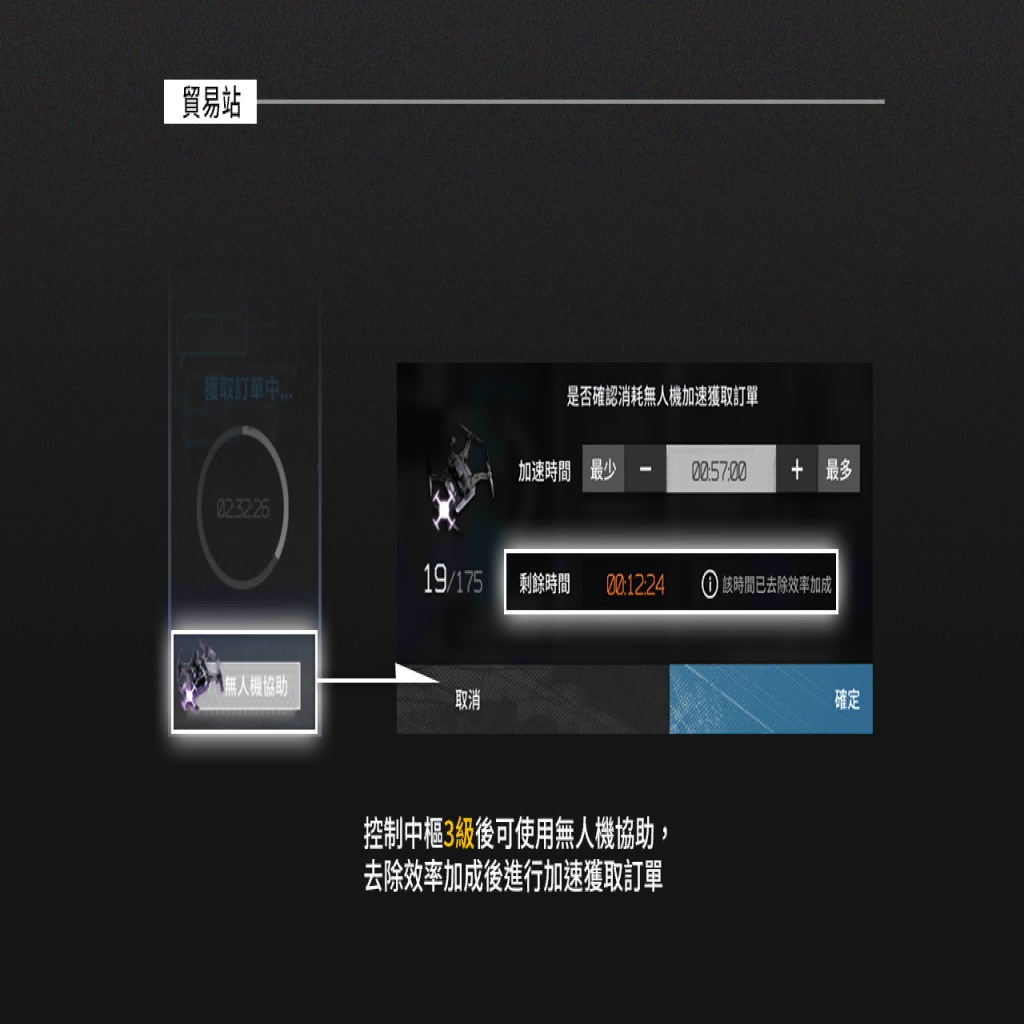 貿易站
獲取訂單中...
02:32:26
無人機協助
是否確認消耗無人機加速獲取訂單
加速時間 最少 − 00:57:00 + 最多
19/175
剩餘時間 00:12:24 ⓘ 該時間已去除效率加成
取消
確定
控制中樞3級後可使用無人機協助，
去除效率加成後進行加速獲取訂單